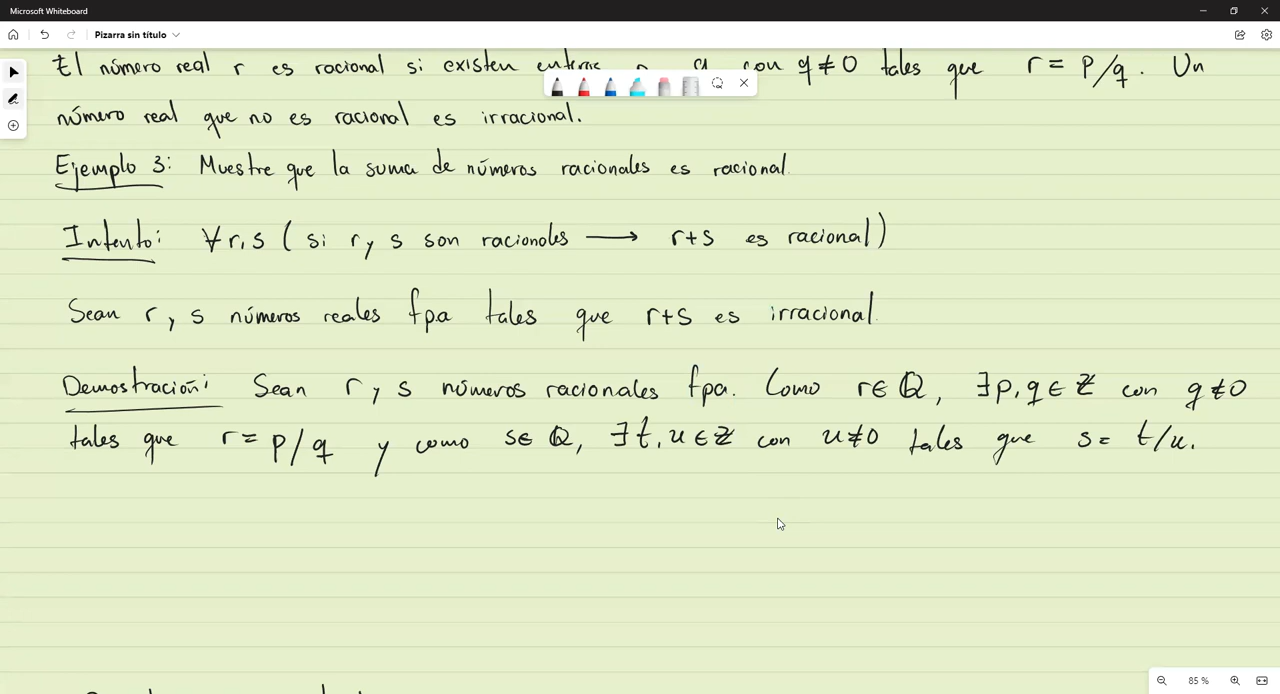 Microsoft Whiteboard
Pizarra sin título
El número real r es racional si existen con q≠0 tales que r = p/q. Un
número real que no es racional es irracional.
Ejemplo 3: Muestre que la suma de números racionales es racional.
Intento: ∀r,s ( si r y s son racionales ⟶ r+s es racional)
Sean r y s números reales fpa tales que r+s es irracional.
Demostración: Sean r y s números racionales fpa. Como r∈ℚ, ∃p,q∈ℤ con q≠0
tales que r = p/q y como s∈ℚ, ∃t,u∈ℤ con u≠0 tales que s = t/u.
85 %